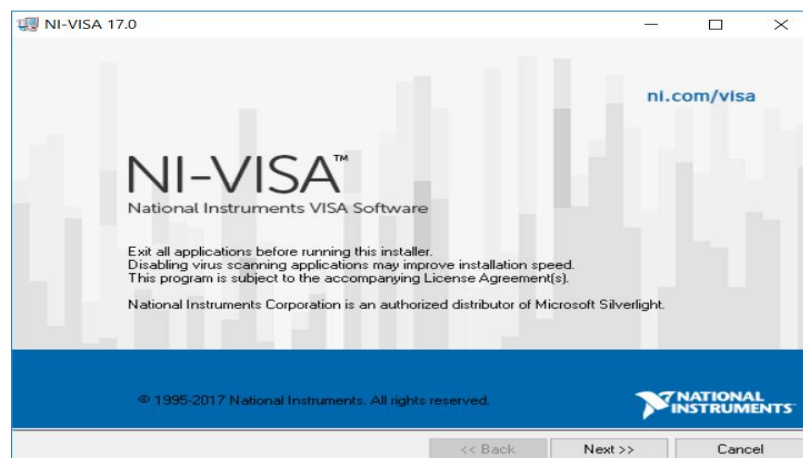 NI-VISA 17.0
ni.com/visa
NI-VISA™
National Instruments VISA Software
Exit all applications before running this installer.
Disabling virus scanning applications may improve installation speed.
This program is subject to the accompanying License Agreement(s).
National Instruments Corporation is an authorized distributor of Microsoft Silverlight.
© 1995-2017 National Instruments. All rights reserved.
NATIONAL
INSTRUMENTS
<< Back Next >> Cancel